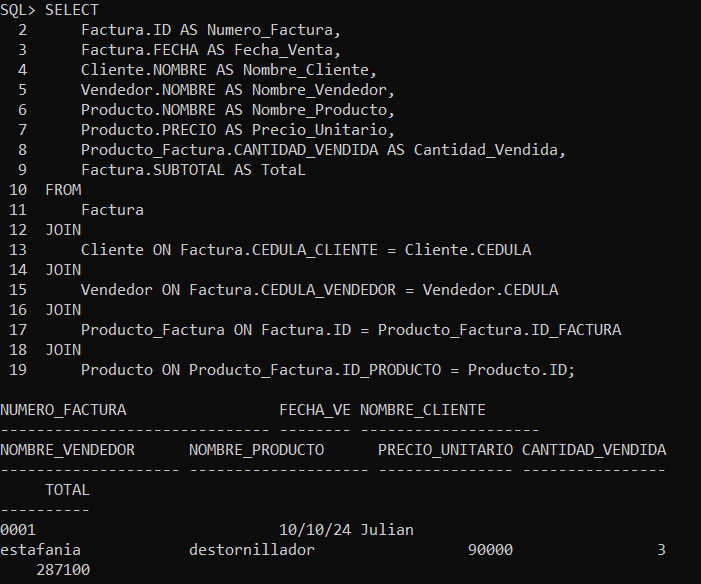 SQL> SELECT
  2      Factura.ID AS Numero_Factura,
  3      Factura.FECHA AS Fecha_Venta,
  4      Cliente.NOMBRE AS Nombre_Cliente,
  5      Vendedor.NOMBRE AS Nombre_Vendedor,
  6      Producto.NOMBRE AS Nombre_Producto,
  7      Producto.PRECIO AS Precio_Unitario,
  8      Producto_Factura.CANTIDAD_VENDIDA AS Cantidad_Vendida,
  9      Factura.SUBTOTAL AS TotaL
 10  FROM
 11      Factura
 12  JOIN
 13      Cliente ON Factura.CEDULA_CLIENTE = Cliente.CEDULA
 14  JOIN
 15      Vendedor ON Factura.CEDULA_VENDEDOR = Vendedor.CEDULA
 16  JOIN
 17      Producto_Factura ON Factura.ID = Producto_Factura.ID_FACTURA
 18  JOIN
 19      Producto ON Producto_Factura.ID_PRODUCTO = Producto.ID;
NUMERO_FACTURA                 FECHA_VE NOMBRE_CLIENTE
------------------------------ -------- --------------------
NOMBRE_VENDEDOR      NOMBRE_PRODUCTO      PRECIO_UNITARIO CANTIDAD_VENDIDA
-------------------- -------------------- --------------- ----------------
     TOTAL
----------
0001                           10/10/24 Julian
estafania            destornillador                 90000                3
    287100